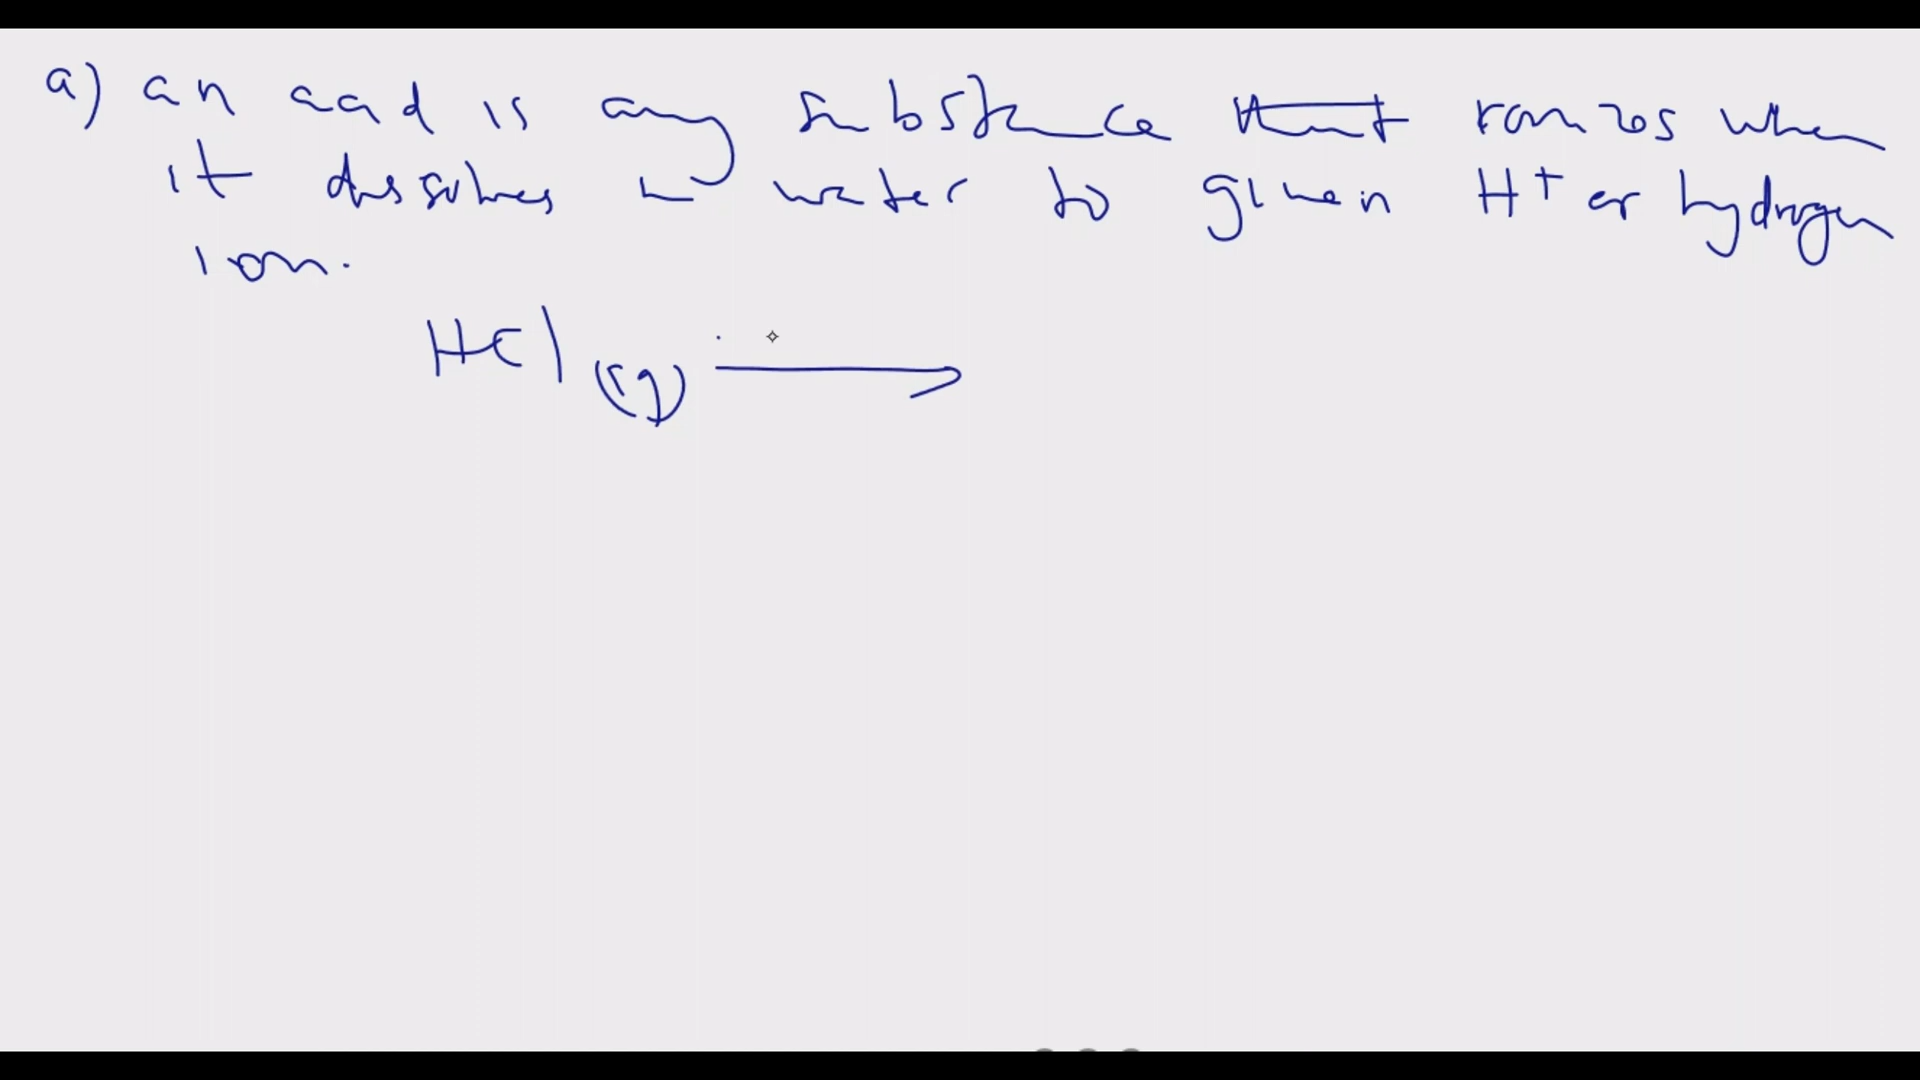 a) an acid is any substance that ionizes when
it dissolves in water to given H+ or hydrogen
ion.
HCl →